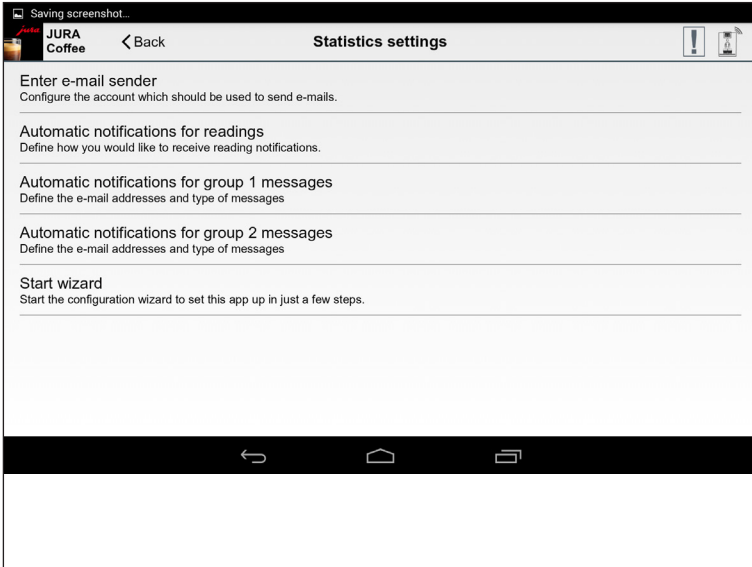 Saving screenshot...
jura
JURA
Coffee
Back
Statistics settings
Enter e-mail sender
Configure the account which should be used to send e-mails.
Automatic notifications for readings
Define how you would like to receive reading notifications.
Automatic notifications for group 1 messages
Define the e-mail addresses and type of messages
Automatic notifications for group 2 messages
Define the e-mail addresses and type of messages
Start wizard
Start the configuration wizard to set this app up in just a few steps.